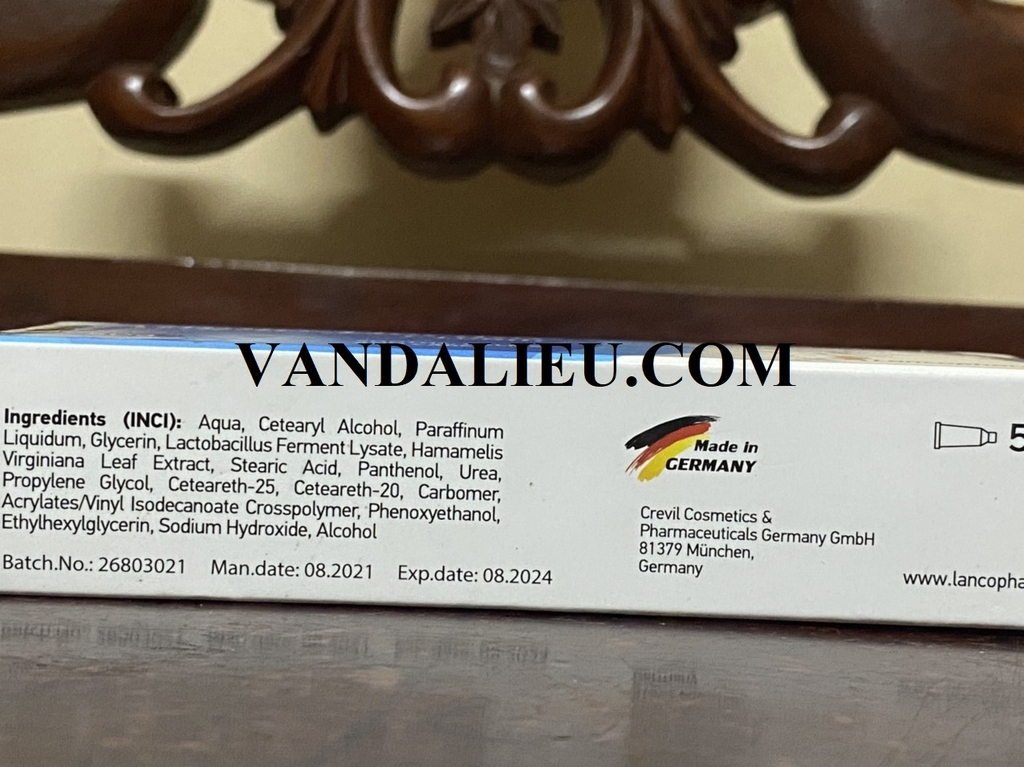 VANDALIEU.COM
Ingredients (INCI): Aqua, Cetearyl Alcohol, Paraffinum
Liquidum, Glycerin, Lactobacillus Ferment Lysate, Hamamelis
Virginiana Leaf Extract, Stearic Acid, Panthenol, Urea,
Propylene Glycol, Ceteareth-25, Ceteareth-20, Carbomer,
Acrylates/Vinyl Isodecanoate Crosspolymer, Phenoxyethanol,
Ethylhexylglycerin, Sodium Hydroxide, Alcohol
Batch.No.: 26803021 Man.date: 08.2021 Exp.date: 08.2024
Made in
GERMANY
Crevil Cosmetics &
Pharmaceuticals Germany GmbH
81379 München,
Germany
5
www.lancopha